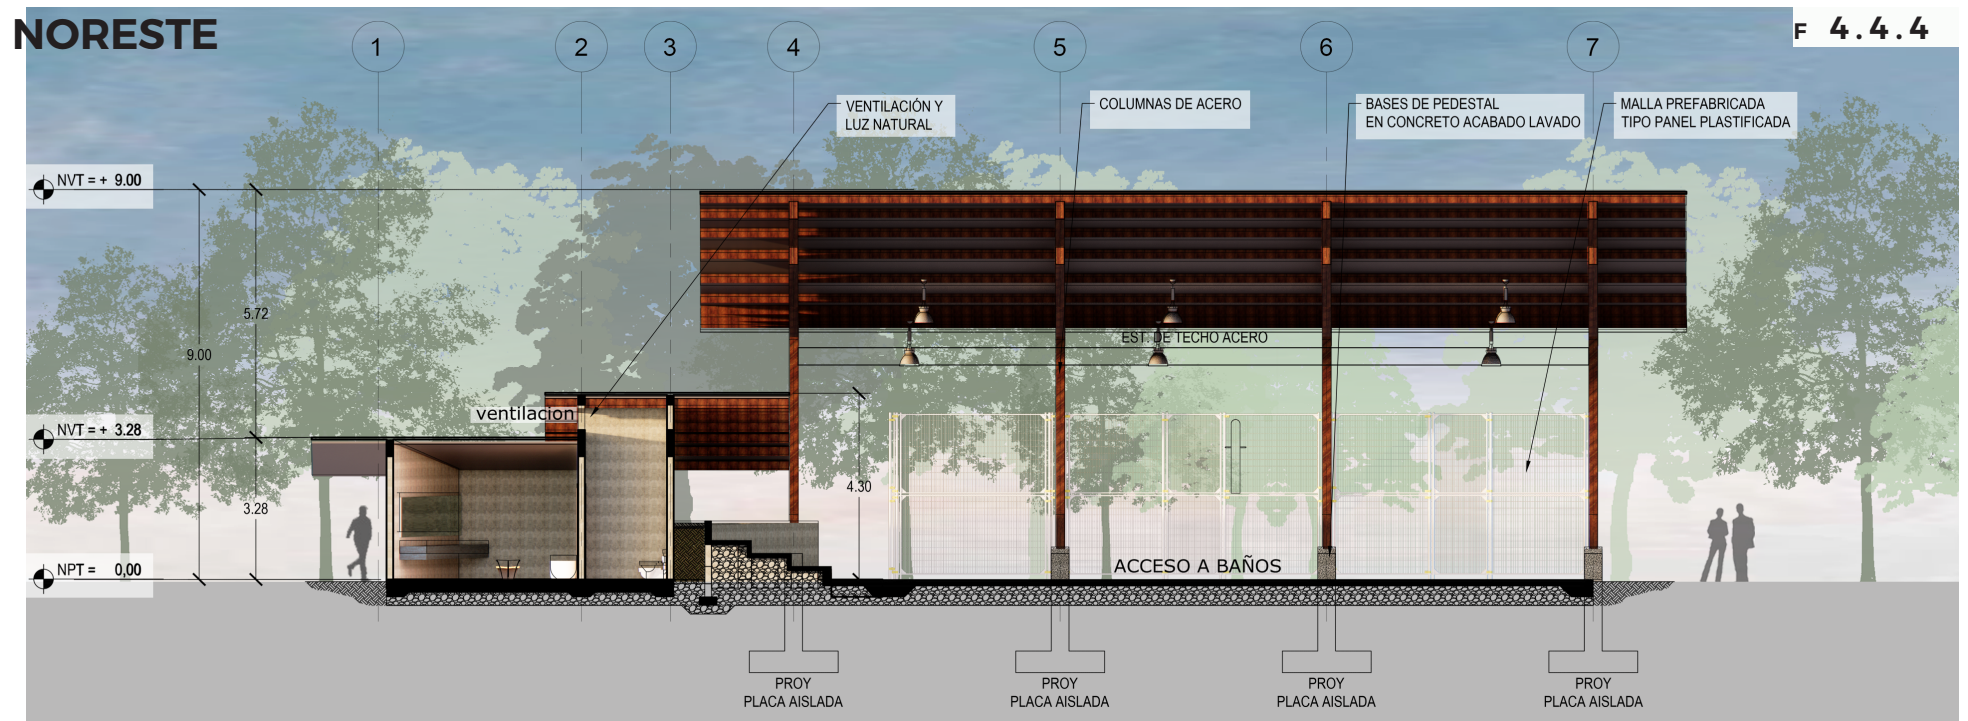 NORESTE
F 4.4.4
1
2
3
4
5
6
7
VENTILACIÓN Y
LUZ NATURAL
COLUMNAS DE ACERO
BASES DE PEDESTAL
EN CONCRETO ACABADO LAVADO
MALLA PREFABRICADA
TIPO PANEL PLASTIFICADA
NVT = + 9.00
5.72
9.00
EST. DE TECHO ACERO
ventilacion
NVT = + 3.28
4.30
3.28
NPT = 0,00
ACCESO A BAÑOS
PROY
PLACA AISLADA
PROY
PLACA AISLADA
PROY
PLACA AISLADA
PROY
PLACA AISLADA